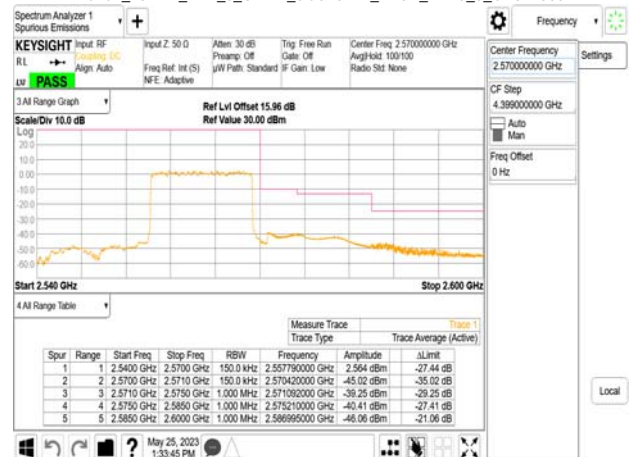 Spectrum Analyzer 1
Spurious Emissions
Frequency
KEYSIGHT
RL
PASS
Input: RF
Coupling: DC
Align: Auto
Input Z: 50 Ω
Freq Ref: Int (S)
NFE: Adaptive
Atten: 30 dB
Preamp: Off
µW Path: Standard
Trig: Free Run
Gate: Off
IF Gain: Low
Center Freq: 2.570000000 GHz
Avg|Hold: 100/100
Radio Std: None
Center Frequency
2.570000000 GHz
Settings
CF Step
4.399000000 GHz
Auto
Man
Freq Offset
0 Hz
3 All Range Graph
Scale/Div 10.0 dB
Ref Lvl Offset 15.96 dB
Ref Value 30.00 dBm
Log
20.0
10.0
0.00
-10.0
-20.0
-30.0
-40.0
-50.0
-60.0
Start 2.540 GHz
Stop 2.600 GHz
4 All Range Table
Measure Trace Trace 1
Trace Type Trace Average (Active)
Spur Range Start Freq Stop Freq RBW Frequency Amplitude ΔLimit
1 1 2.5400 GHz 2.5700 GHz 150.0 kHz 2.557790000 GHz 2.564 dBm -27.44 dB
2 2 2.5700 GHz 2.5710 GHz 150.0 kHz 2.570420000 GHz -45.02 dBm -35.02 dB
3 3 2.5710 GHz 2.5750 GHz 1.000 MHz 2.571092000 GHz -39.25 dBm -29.25 dB
4 4 2.5750 GHz 2.5850 GHz 1.000 MHz 2.575210000 GHz -40.41 dBm -27.41 dB
5 5 2.5850 GHz 2.6000 GHz 1.000 MHz 2.586995000 GHz -46.06 dBm -21.06 dB
Local
May 25, 2023
1:33:45 PM